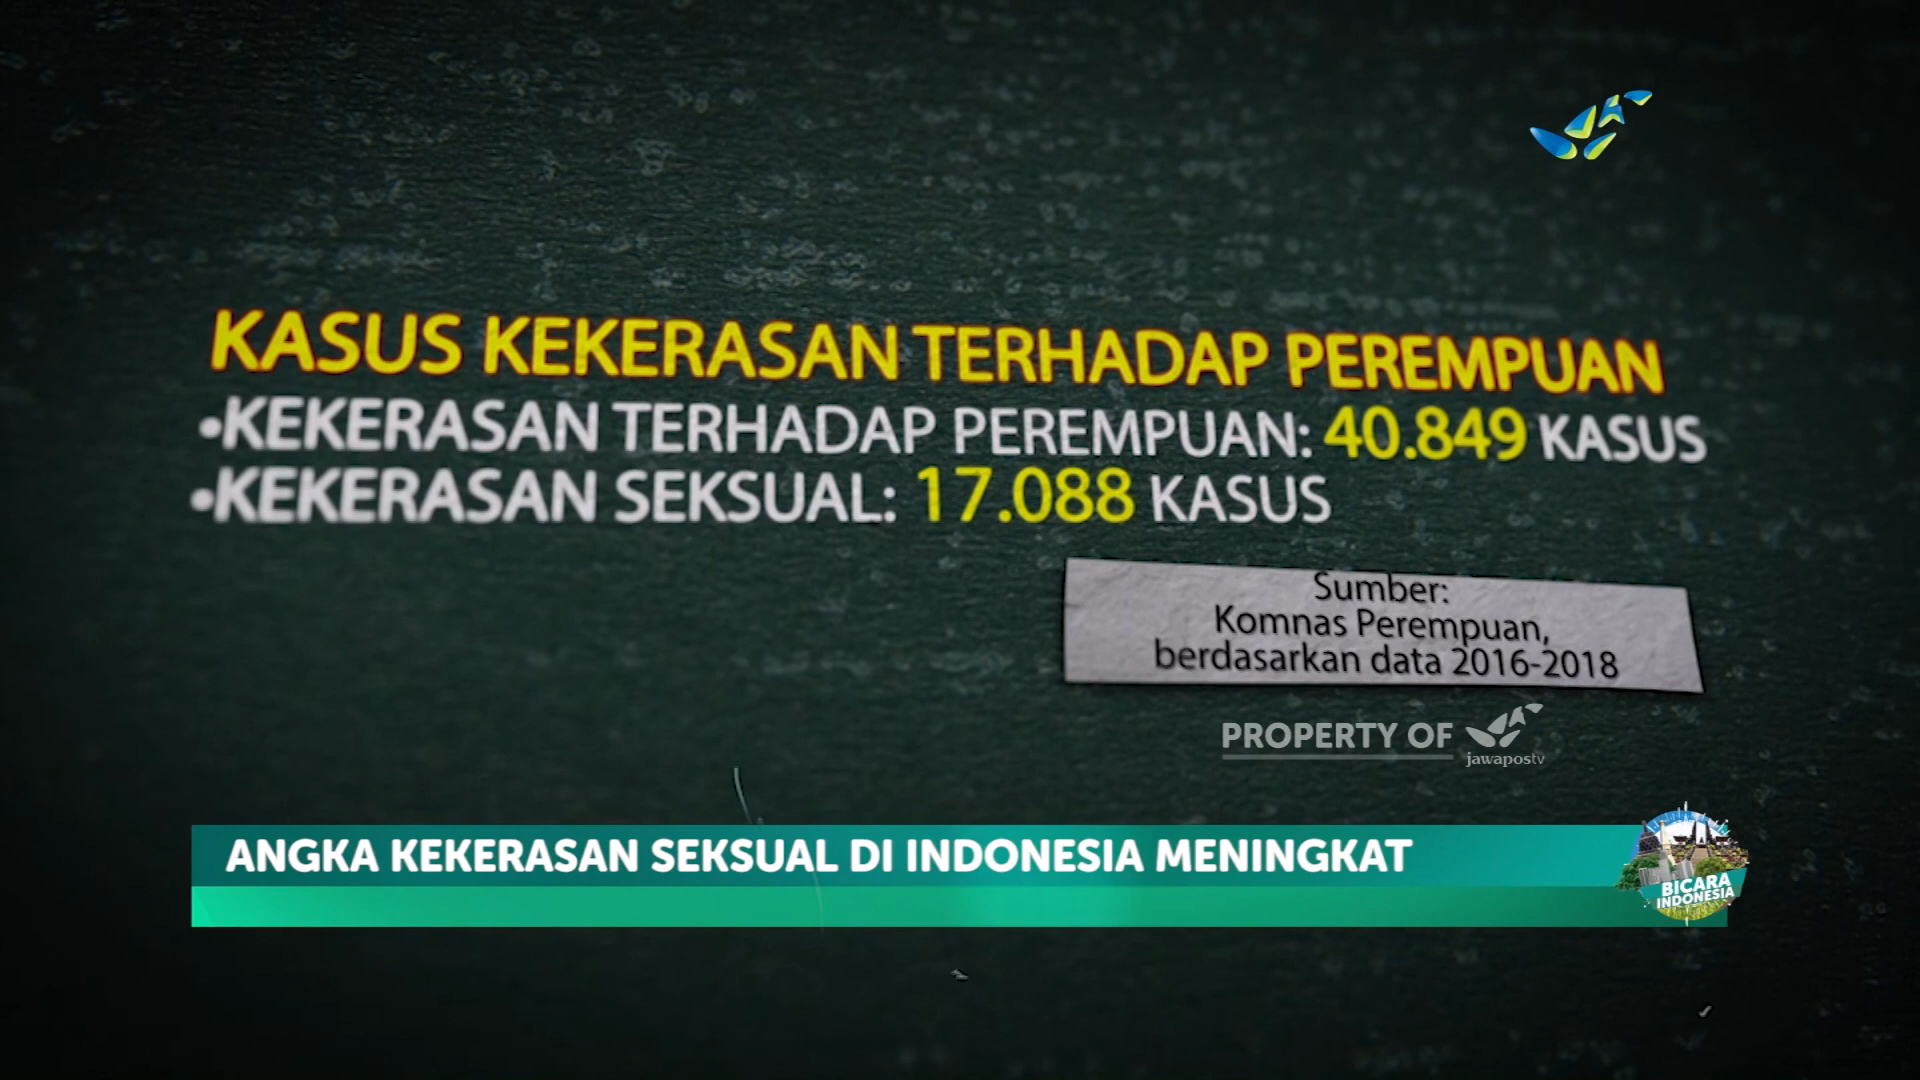 KASUS KEKERASAN TERHADAP PEREMPUAN
•KEKERASAN TERHADAP PEREMPUAN: 40.849 KASUS
•KEKERASAN SEKSUAL: 17.088 KASUS
Sumber:
Komnas Perempuan,
berdasarkan data 2016-2018
PROPERTY OF
jawapostv
ANGKA KEKERASAN SEKSUAL DI INDONESIA MENINGKAT
BICARA
INDONESIA